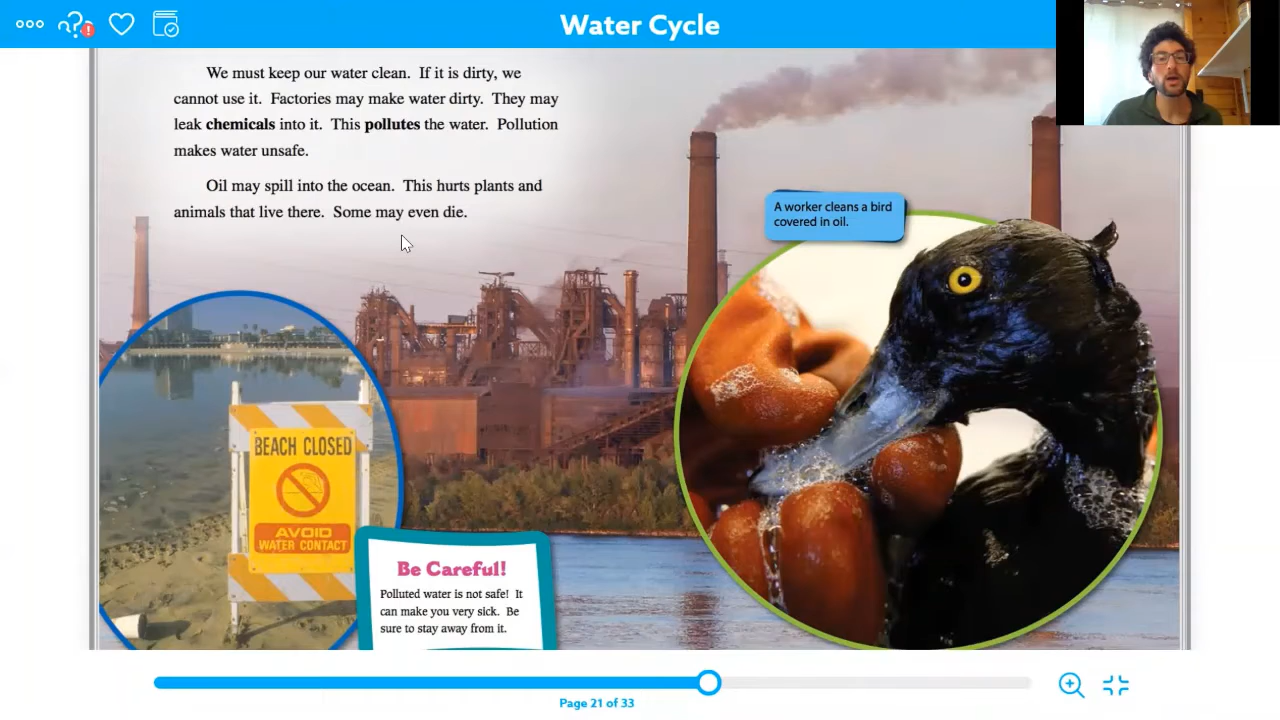 Water Cycle
We must keep our water clean. If it is dirty, we
cannot use it. Factories may make water dirty. They may
leak chemicals into it. This pollutes the water. Pollution
makes water unsafe.
Oil may spill into the ocean. This hurts plants and
animals that live there. Some may even die.
A worker cleans a bird
covered in oil.
BEACH CLOSED
AVOID
WATER CONTACT
Be Careful!
Polluted water is not safe! It
can make you very sick. Be
sure to stay away from it.
Page 21 of 33